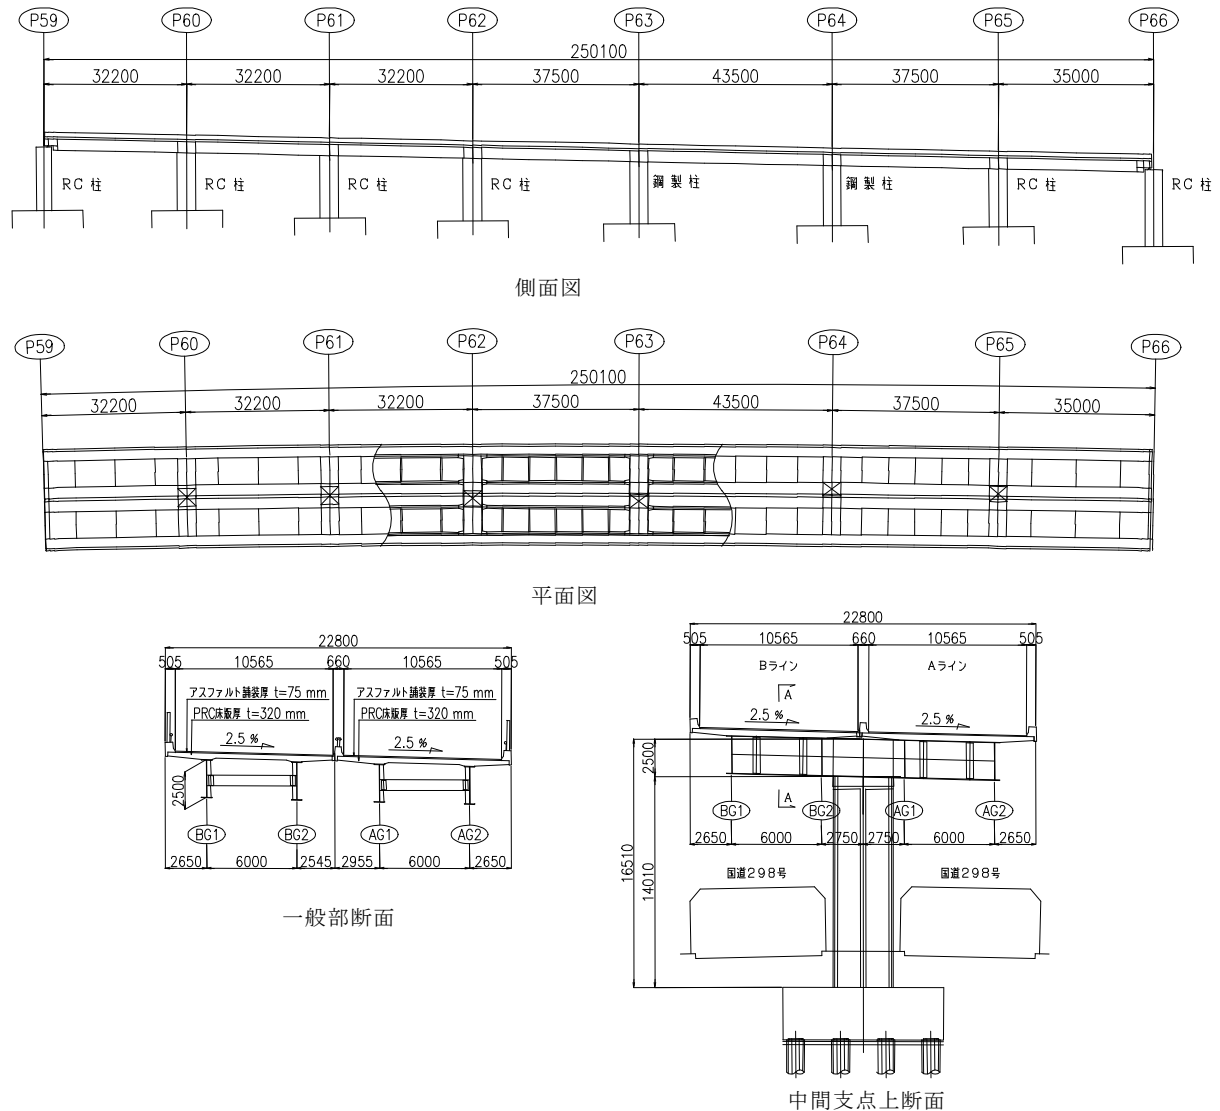 P59 P60 P61 P62 P63 P64 P65 P66
250100
32200 32200 32200 37500 43500 37500 35000
RC 柱 RC 柱 RC 柱 RC 柱 鋼 製 柱 鋼 製 柱 RC 柱 RC 柱
側面図
P59 P60 P61 P62 P63 P64 P65 P66
250100
32200 32200 32200 37500 43500 37500 35000
平面図
22800
505 10565 660 10565 505
アスファルト舗装厚 t=75 mm アスファルト舗装厚 t=75 mm
PRC床版厚 t=320 mm PRC床版厚 t=320 mm
2.5 % 2.5 %
2500
BG1 BG2 AG1 AG2
2650 6000 2545 2955 6000 2650
一般部断面
22800
505 10565 660 10565 505
Bライン Aライン
A
2.5 % 2.5 %
2500
A
BG1 BG2 AG1 AG2
2650 6000 2750 2750 6000 2650
16510
14010
国道298号 国道298号
中間支点上断面